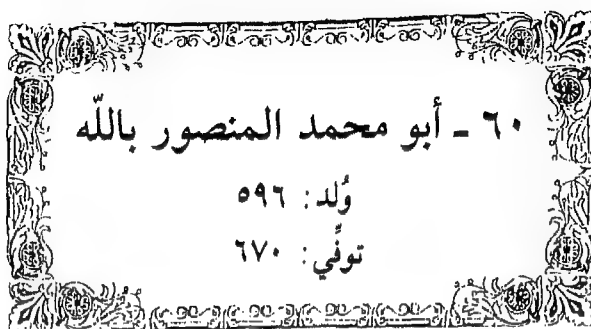 ٦٠ ـ أبو محمد المنصور باللّه
وُلد: ٥٩٦
توفِّي: ٦٧٠